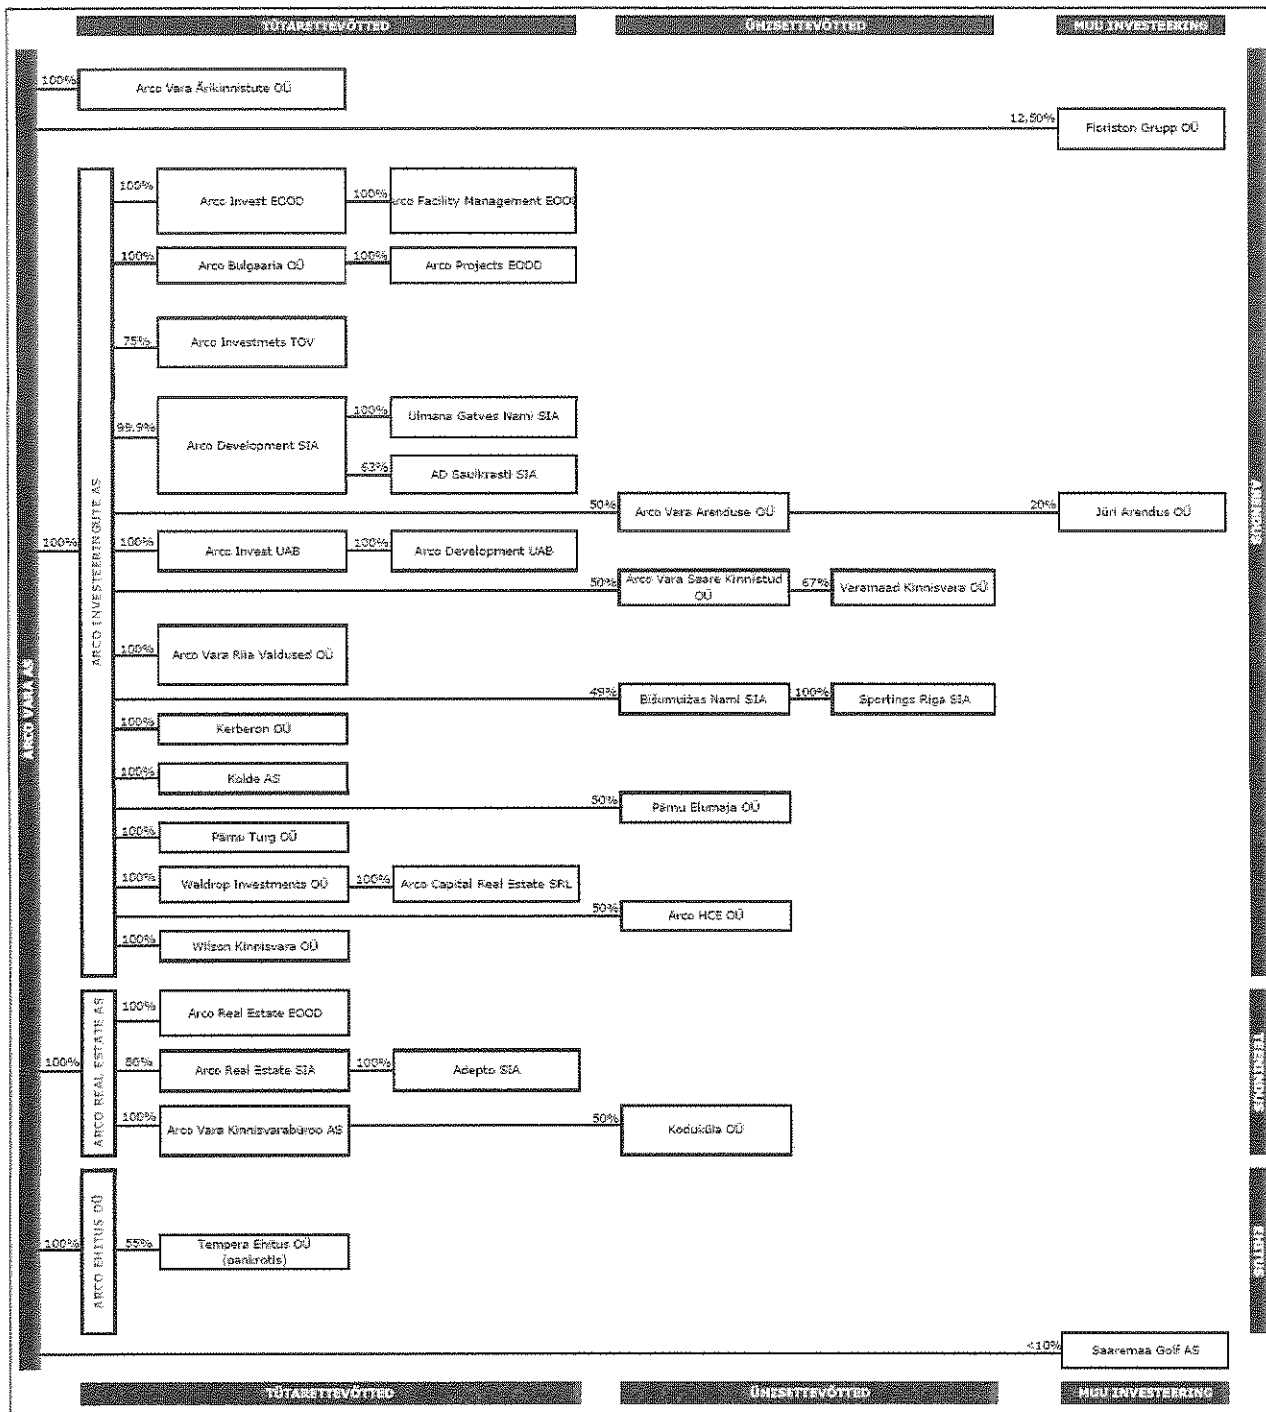 TÜTARETTEVÕTTED ÜHISETTEVÕTTED MUU INVESTEERING
100% Arco Vara Ärikinnistute OÜ
12,50% Floriston Grupp OÜ
100% Arco Invest EOOD 100% Arco Facility Management EOOD
100% Arco Bulgaaria OÜ 100% Arco Projects EOOD
75% Arco Investmets TOV
99.9% Arco Development SIA
100% Ulmana Gatves Nami SIA
63% AD Saulkrasti SIA
50% Arco Vara Arenduse OÜ 20% Jüri Arendus OÜ
100% ARCO INVESTEERINGUTE AS
100% Arco Invest UAB 100% Arco Development UAB
50% Arco Vara Saare Kinnistud
OÜ
67% Varamaad Kinnisvara OÜ
100% Arco Vara Riia Valdused OÜ
ARCO VARA AS
49% Bišumuižas Nami SIA 100% Sportings Riga SIA
100% Kerberon OÜ
100% Kolde AS
50% Pärnu Elumaja OÜ
100% Pärnu Turg OÜ
100% Waldrop Investments OÜ 100% Arco Capital Real Estate SRL
50% Arco HCE OÜ
100% Wilson Kinnisvara OÜ
ARENDUS
100% ARCO REAL ESTATE AS
100% Arco Real Estate EOOD
80% Arco Real Estate SIA 100% Adepto SIA
100% Arco Vara Kinnisvarabüroo AS 50% Koduküla OÜ
TEENINDUS
100% ARCO EHITUS OÜ
55% Tempera Ehitus OÜ
(pankrotis)
EHITUS
<10% Saaremaa Golf AS
TÜTARETTEVÕTTED ÜHISETTEVÕTTED MUU INVESTEERING